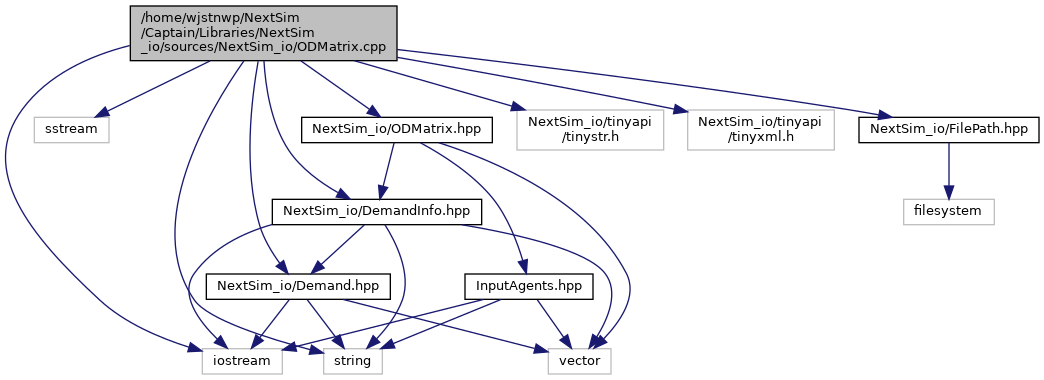 /home/wjstnwp/NextSim
/Captain/Libraries/NextSim
_io/sources/NextSim_io/ODMatrix.cpp
sstream
NextSim_io/ODMatrix.hpp
NextSim_io/tinyapi
/tinystr.h
NextSim_io/tinyapi
/tinyxml.h
NextSim_io/FilePath.hpp
NextSim_io/DemandInfo.hpp
filesystem
NextSim_io/Demand.hpp
InputAgents.hpp
iostream
string
vector